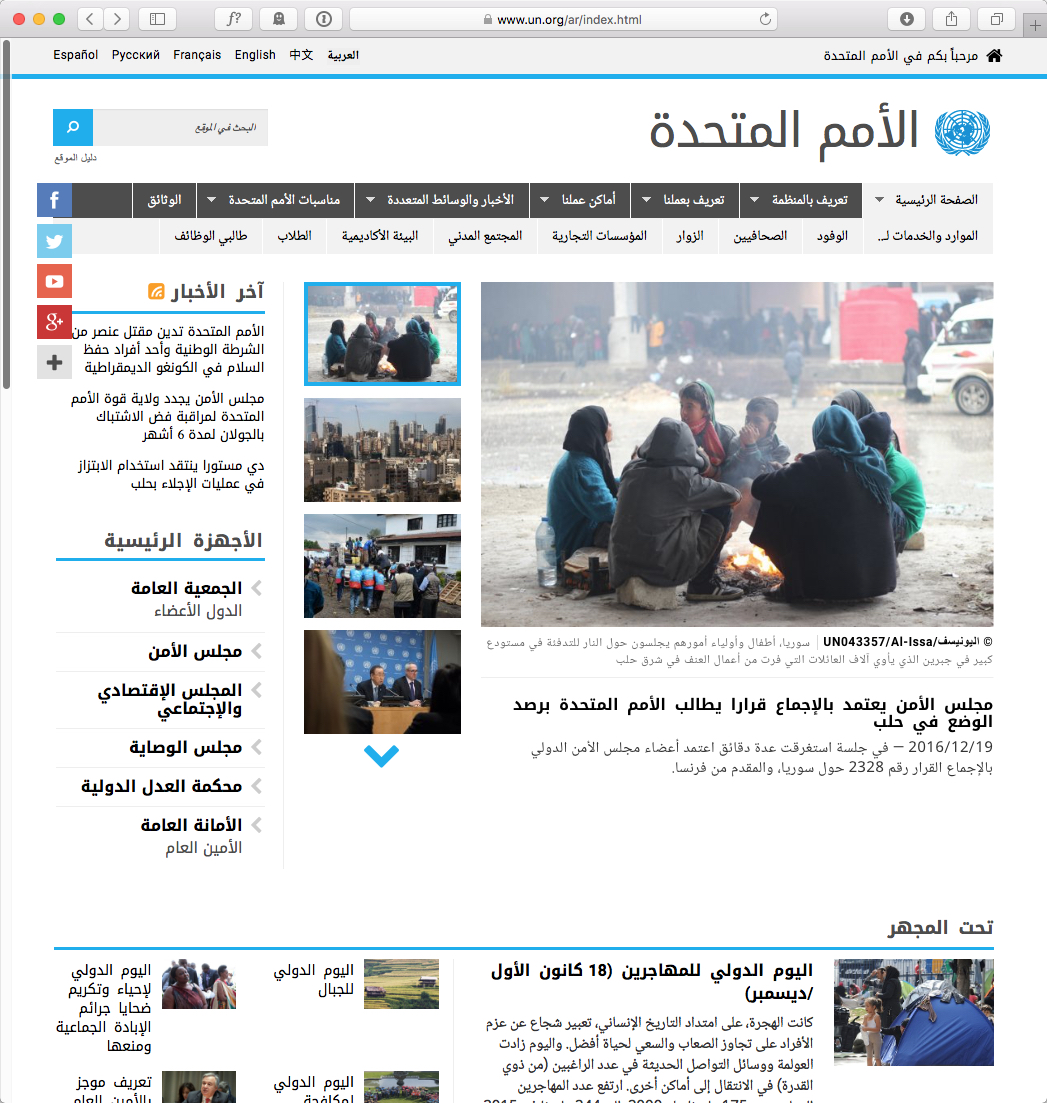 www.un.org/ar/index.html
مرحباً بكم في الأمم المتحدة
العربية
中文
English
Français
Русский
Español
الأمم المتحدة
البحث في الموقع
دليل الموقع
الصفحة الرئيسية
تعريف بالمنظمة
تعريف بعملنا
أماكن عملنا
الأخبار والوسائط المتعددة
مناسبات الأمم المتحدة
الوثائق
الموارد والخدمات لـ..
الوفود
الصحافيين
الزوار
المؤسسات التجارية
المجتمع المدني
البيئة الأكاديمية
الطلاب
طالبي الوظائف
© اليونيسف/UN043357/Al-Issa | سوريا، أطفال وأولياء أمورهم يجلسون حول النار للتدفئة في مستودع
كبير في جبرين الذي يأوي آلاف العائلات التي فرت من أعمال العنف في شرق حلب
مجلس الأمن يعتمد بالإجماع قرارا يطالب الأمم المتحدة برصد
الوضع في حلب
2016/12/19 — في جلسة استغرقت عدة دقائق اعتمد أعضاء مجلس الأمن الدولي
بالإجماع القرار رقم 2328 حول سوريا، والمقدم من فرنسا.
آخر الأخبار
الأمم المتحدة تدين مقتل عنصر من
الشرطة الوطنية وأحد أفراد حفظ
السلام في الكونغو الديمقراطية
مجلس الأمن يجدد ولاية قوة الأمم
المتحدة لمراقبة فض الاشتباك
بالجولان لمدة 6 أشهر
دي مستورا ينتقد استخدام الابتزاز
في عمليات الإجلاء بحلب
الأجهزة الرئيسية
الجمعية العامة
الدول الأعضاء
مجلس الأمن
المجلس الإقتصادي
والإجتماعي
مجلس الوصاية
محكمة العدل الدولية
الأمانة العامة
الأمين العام
تحت المجهر
اليوم الدولي للمهاجرين (18 كانون الأول
/ديسمبر)
كانت الهجرة، على امتداد التاريخ الإنساني، تعبير شجاع عن عزم
الأفراد على تجاوز الصعاب والسعي لحياة أفضل. واليوم زادت
العولمة ووسائل التواصل الحديثة في عدد الراغبين (من ذوي
القدرة) في الانتقال إلى أماكن أخرى. ارتفع عدد المهاجرين
اليوم الدولي
للجبال
اليوم الدولي
لمكافحة
اليوم الدولي
لإحياء وتكريم
ضحايا جرائم
الإبادة الجماعية
ومنعها
تعريف موجز
بالأمين العام